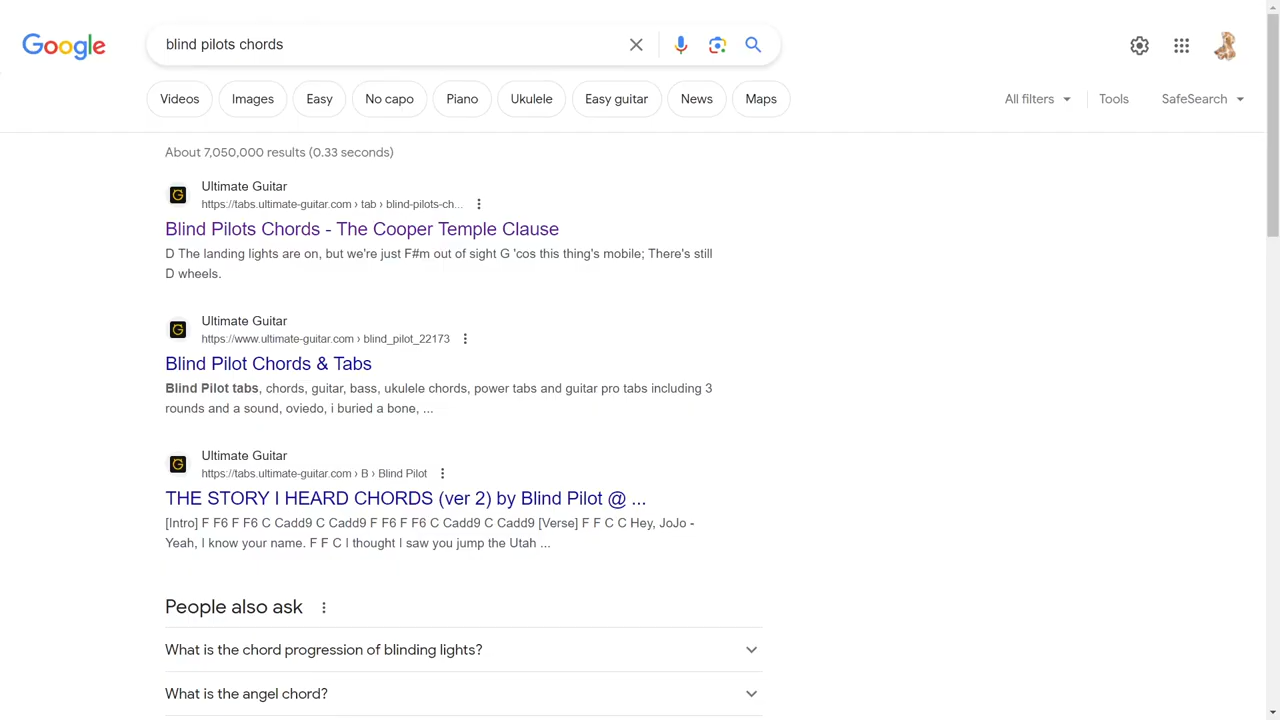 Google
blind pilots chords
Videos
Images
Easy
No capo
Piano
Ukulele
Easy guitar
News
Maps
All filters
Tools
SafeSearch
About 7,050,000 results (0.33 seconds)
Ultimate Guitar
https://tabs.ultimate-guitar.com › tab › blind-pilots-ch...
Blind Pilots Chords - The Cooper Temple Clause
D The landing lights are on, but we're just F#m out of sight G 'cos this thing's mobile; There's still
D wheels.
Ultimate Guitar
https://www.ultimate-guitar.com › blind_pilot_22173
Blind Pilot Chords & Tabs
Blind Pilot tabs, chords, guitar, bass, ukulele chords, power tabs and guitar pro tabs including 3
rounds and a sound, oviedo, i buried a bone, ...
Ultimate Guitar
https://tabs.ultimate-guitar.com › B › Blind Pilot
THE STORY I HEARD CHORDS (ver 2) by Blind Pilot @ ...
[Intro] F F6 F F6 C Cadd9 C Cadd9 F F6 F F6 C Cadd9 C Cadd9 [Verse] F F C C Hey, JoJo -
Yeah, I know your name. F F C I thought I saw you jump the Utah ...
People also ask
What is the chord progression of blinding lights?
What is the angel chord?